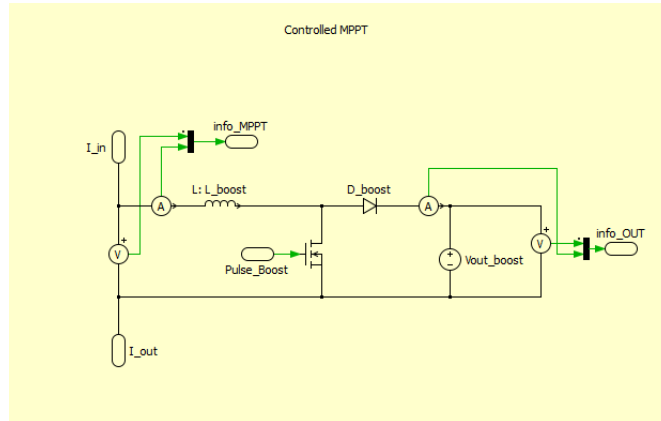 Controlled MPPT
info_MPPT
I_in
A
L: L_boost
D_boost
A
V
Pulse_Boost
Vout_boost
V
info_OUT
I_out